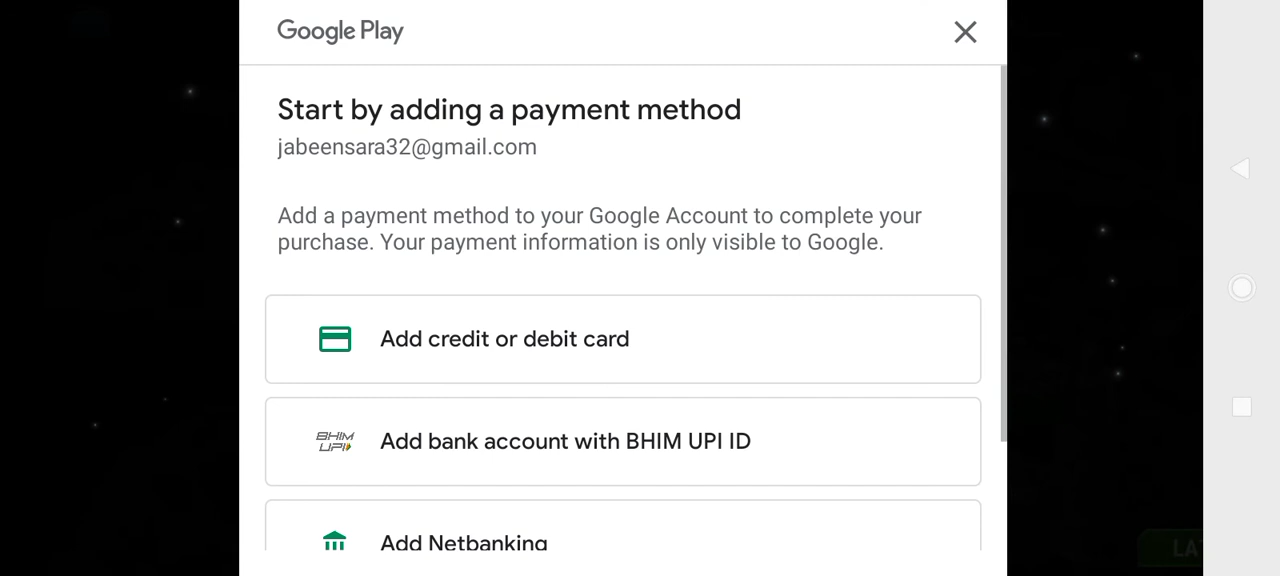 Google Play
Start by adding a payment method
jabeensara32@gmail.com
Add a payment method to your Google Account to complete your
purchase. Your payment information is only visible to Google.
Add credit or debit card
BHIM
UPI
Add bank account with BHIM UPI ID
Add Netbanking